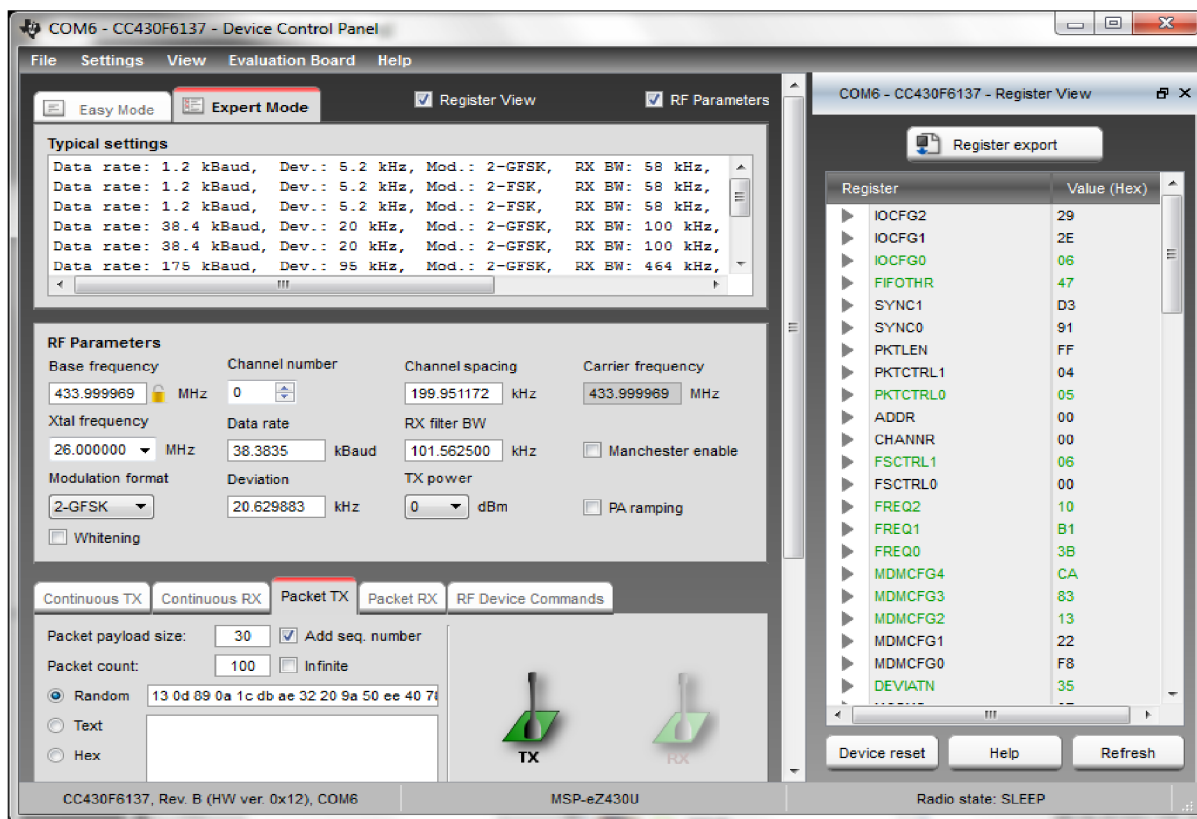 COM6 - CC430F6137 - Device Control Panel
File Settings View Evaluation Board Help
Easy Mode Expert Mode Register View RF Parameters
Typical settings
Data rate: 1.2 kBaud, Dev.: 5.2 kHz, Mod.: 2-GFSK, RX BW: 58 kHz,
Data rate: 1.2 kBaud, Dev.: 5.2 kHz, Mod.: 2-FSK, RX BW: 58 kHz,
Data rate: 1.2 kBaud, Dev.: 5.2 kHz, Mod.: 2-FSK, RX BW: 58 kHz,
Data rate: 38.4 kBaud, Dev.: 20 kHz, Mod.: 2-GFSK, RX BW: 100 kHz,
Data rate: 38.4 kBaud, Dev.: 20 kHz, Mod.: 2-GFSK, RX BW: 100 kHz,
Data rate: 175 kBaud, Dev.: 95 kHz, Mod.: 2-GFSK, RX BW: 464 kHz,
RF Parameters
Base frequency Channel number Channel spacing Carrier frequency
433.999969 MHz 0 199.951172 kHz 433.999969 MHz
Xtal frequency Data rate RX filter BW
26.000000 MHz 38.3835 kBaud 101.562500 kHz Manchester enable
Modulation format Deviation TX power
2-GFSK 20.629883 kHz 0 dBm PA ramping
Whitening
Continuous TX Continuous RX Packet TX Packet RX RF Device Commands
Packet payload size: 30 Add seq. number
Packet count: 100 Infinite
Random 13 0d 89 0a 1c db ae 32 20 9a 50 ee 40
Text
Hex
TX RX
COM6 - CC430F6137 - Register View
Register export
Register Value (Hex)
IOCFG2 29
IOCFG1 2E
IOCFG0 06
FIFOTHR 47
SYNC1 D3
SYNC0 91
PKTLEN FF
PKTCTRL1 04
PKTCTRL0 05
ADDR 00
CHANNR 00
FSCTRL1 06
FSCTRL0 00
FREQ2 10
FREQ1 B1
FREQ0 3B
MDMCFG4 CA
MDMCFG3 83
MDMCFG2 13
MDMCFG1 22
MDMCFG0 F8
DEVIATN 35
Device reset Help Refresh
CC430F6137, Rev. B (HW ver. 0x12), COM6 MSP-eZ430U Radio state: SLEEP